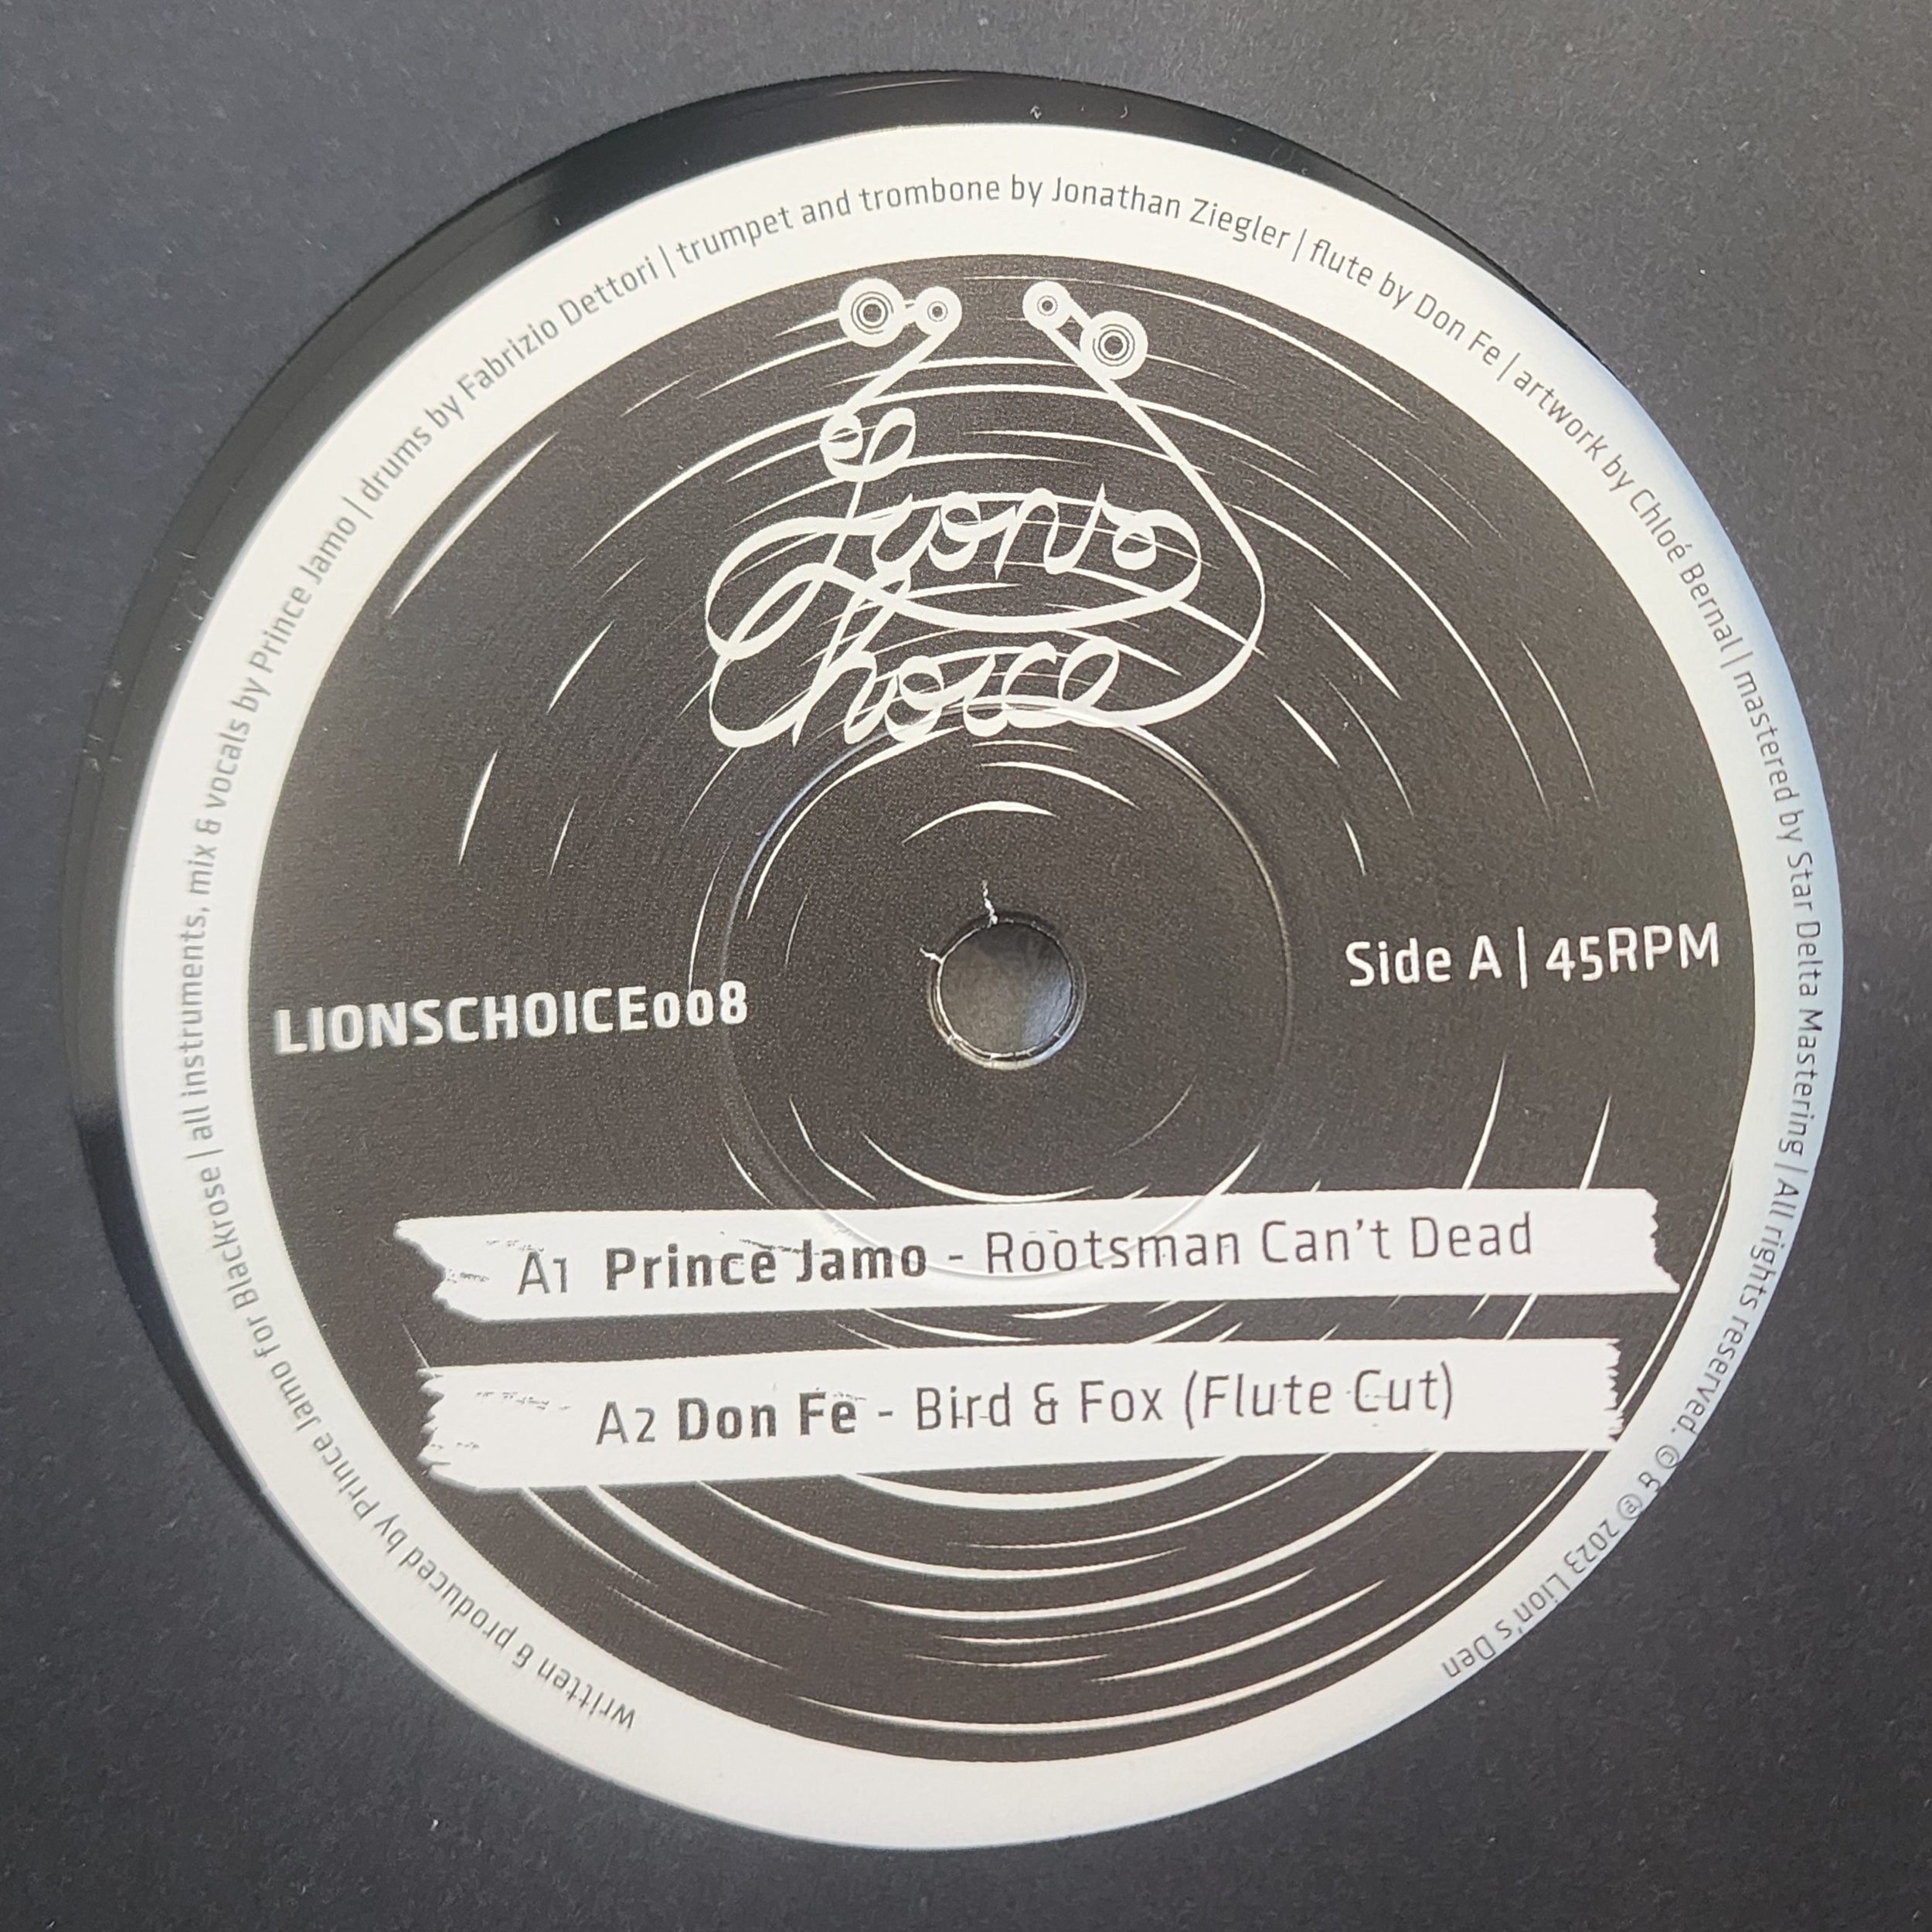 Lions
Choice
LIONSCHOICE008
Side A | 45RPM
A1 Prince Jamo - Rootsman Can't Dead
A2 Don Fe - Bird & Fox (Flute Cut)
written & produced by Prince Jamo for Blackrose | all instruments, mix & vocals by Prince Jamo | drums by Fabrizio Dettori | trumpet and trombone by Jonathan Ziegler | flute by Don Fe | artwork by Chloé Bernal | mastered by Star Delta Mastering | All rights reserved. © & ℗ 2023 Lion's Den